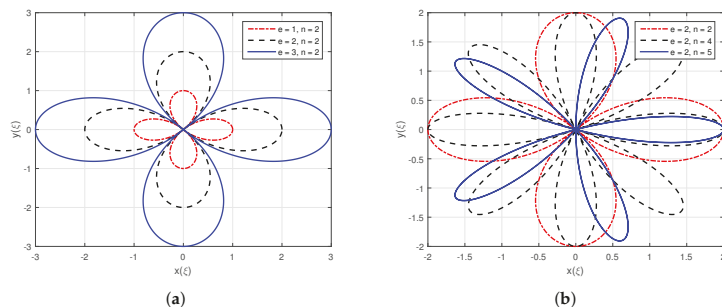 3
2
1
0
-1
-2
-3
-3
-2
-1
0
1
2
3
y(ξ)
x(ξ)
e = 1, n = 2
e = 2, n = 2
e = 3, n = 2
(a)
2
1.5
1
0.5
0
-0.5
-1
-1.5
-2
-2
-1.5
-1
-0.5
0
0.5
1
1.5
2
y(ξ)
x(ξ)
e = 2, n = 2
e = 2, n = 4
e = 2, n = 5
(b)